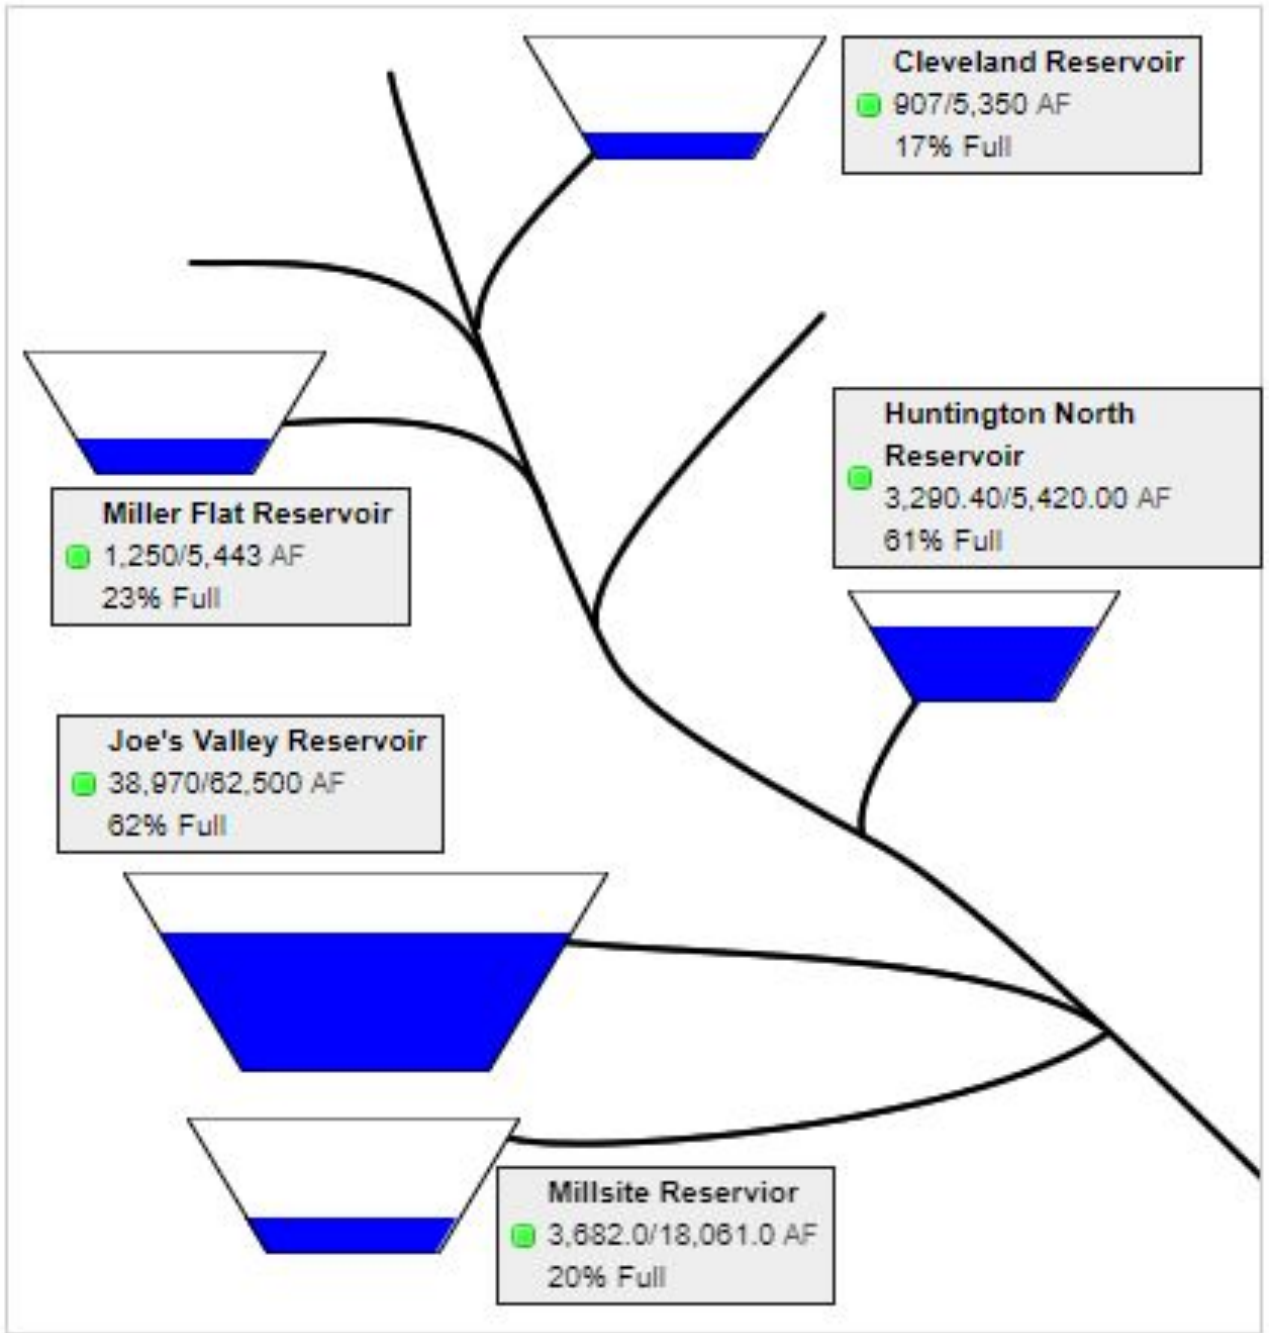 Cleveland Reservoir
907/5,350 AF
17% Full
Huntington North
Reservoir
3,290.40/5,420.00 AF
61% Full
Miller Flat Reservoir
1,250/5,443 AF
23% Full
Joe's Valley Reservoir
38,970/62,500 AF
62% Full
Millsite Reservior
3,682.0/18,061.0 AF
20% Full